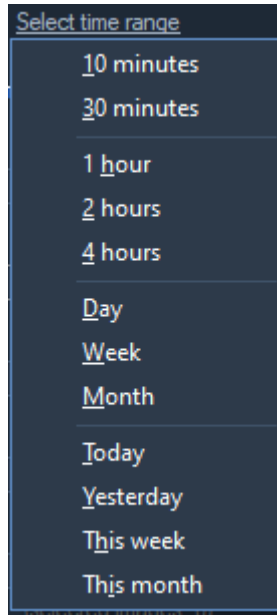 Select time range
10 minutes
30 minutes
1 hour
2 hours
4 hours
Day
Week
Month
Today
Yesterday
This week
This month